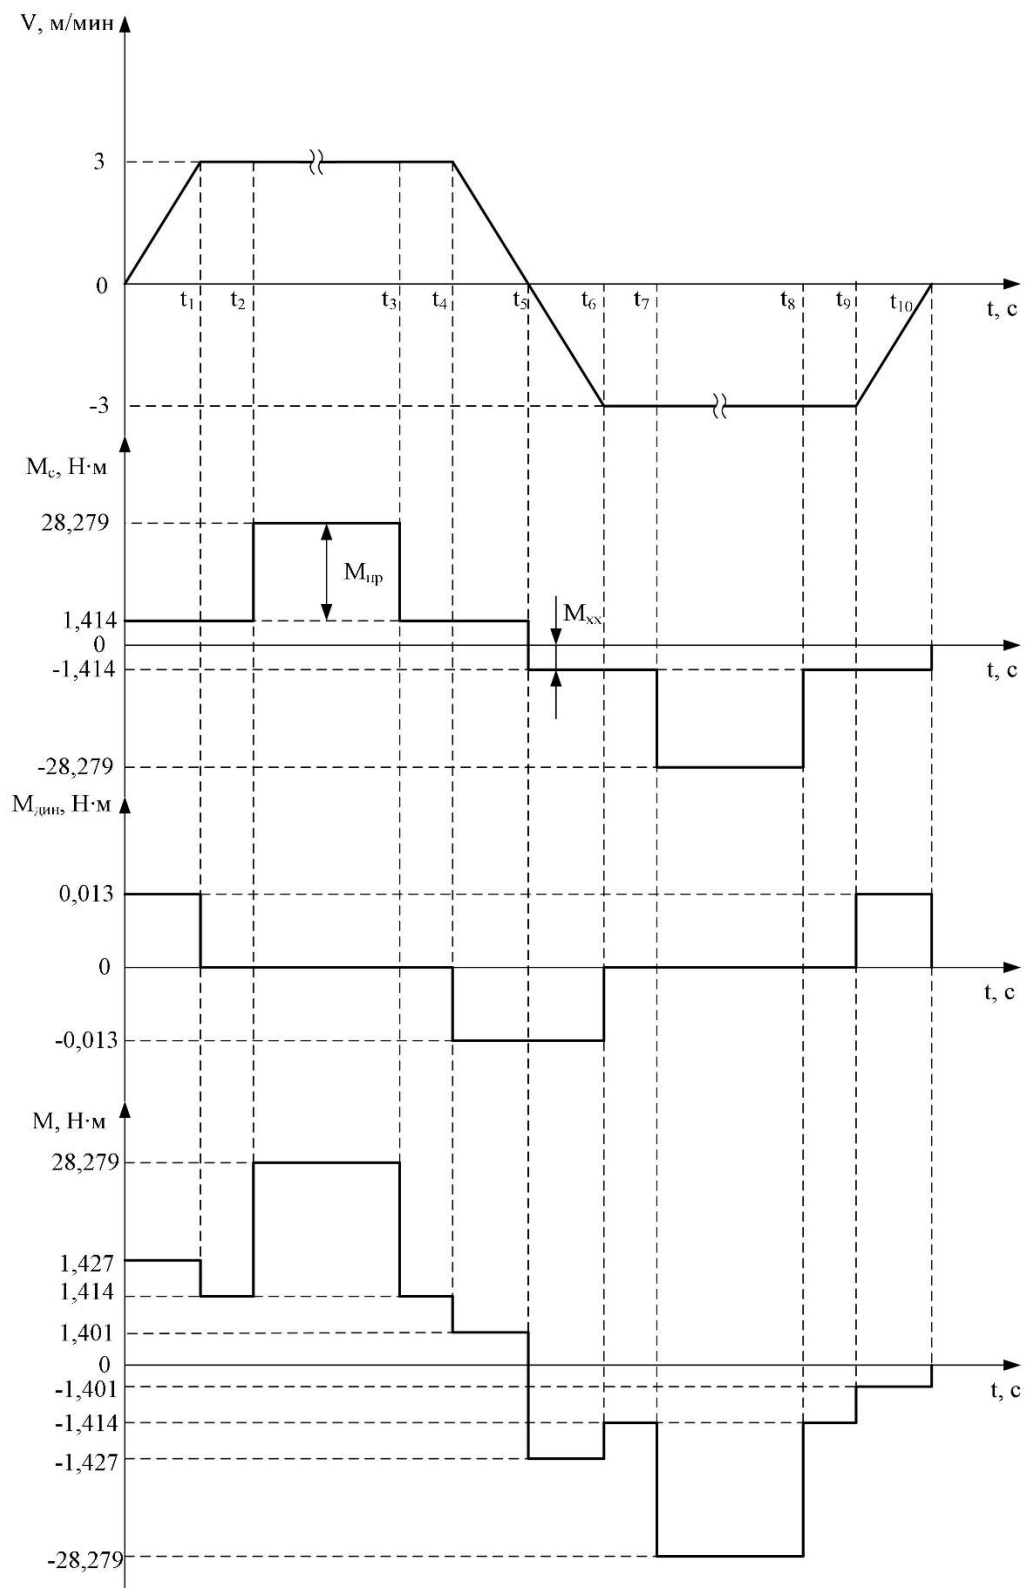 V, м/мин
3
0
t₁ t₂ t₃ t₄ t₅ t₆ t₇ t₈ t₉ t₁₀
t, с
-3
Mс, Н·м
28,279
Mпр
1,414
Mхх
0
-1,414
t, с
-28,279
Mдин, Н·м
0,013
0
t, с
-0,013
M, Н·м
28,279
1,427
1,414
1,401
0
-1,401
t, с
-1,414
-1,427
-28,279